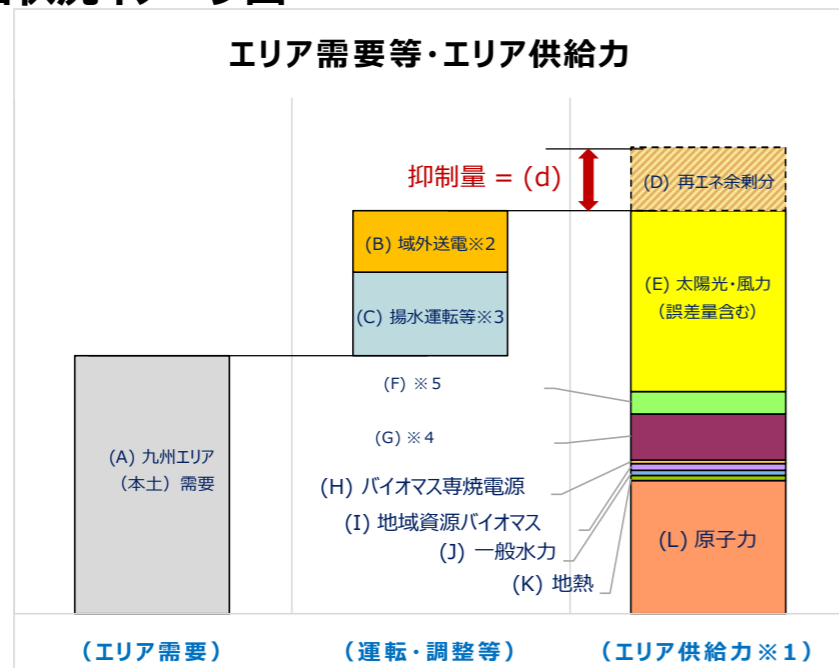 エリア需要等・エリア供給力
抑制量 = (d)
(D) 再エネ余剰分
(B) 域外送電※2
(C) 揚水運転等※3
(E) 太陽光・風力
（誤差量含む）
(F) ※5
(G) ※4
(A) 九州エリア
（本土）需要
(H) バイオマス専焼電源
(I) 地域資源バイオマス
(J) 一般水力
(K) 地熱
(L) 原子力
（エリア需要）
（運転・調整等）
（エリア供給力※1）